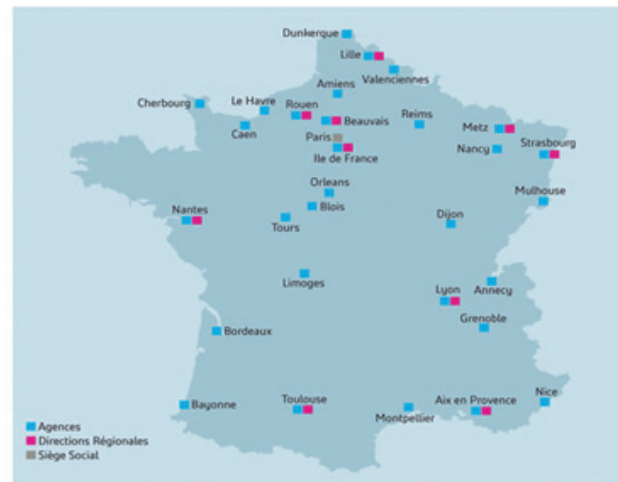 Dunkerque
Lille
Valenciennes
Amiens
Cherbourg
Le Havre
Rouen
Beauvais
Reims
Caen
Paris
Ile de France
Metz
Nancy
Strasbourg
Orleans
Blois
Mulhouse
Nantes
Tours
Dijon
Limoges
Lyon
Annecy
Grenoble
Bordeaux
Bayonne
Toulouse
Montpellier
Aix en Provence
Nice
Agences
Directions Régionales
Siège Social